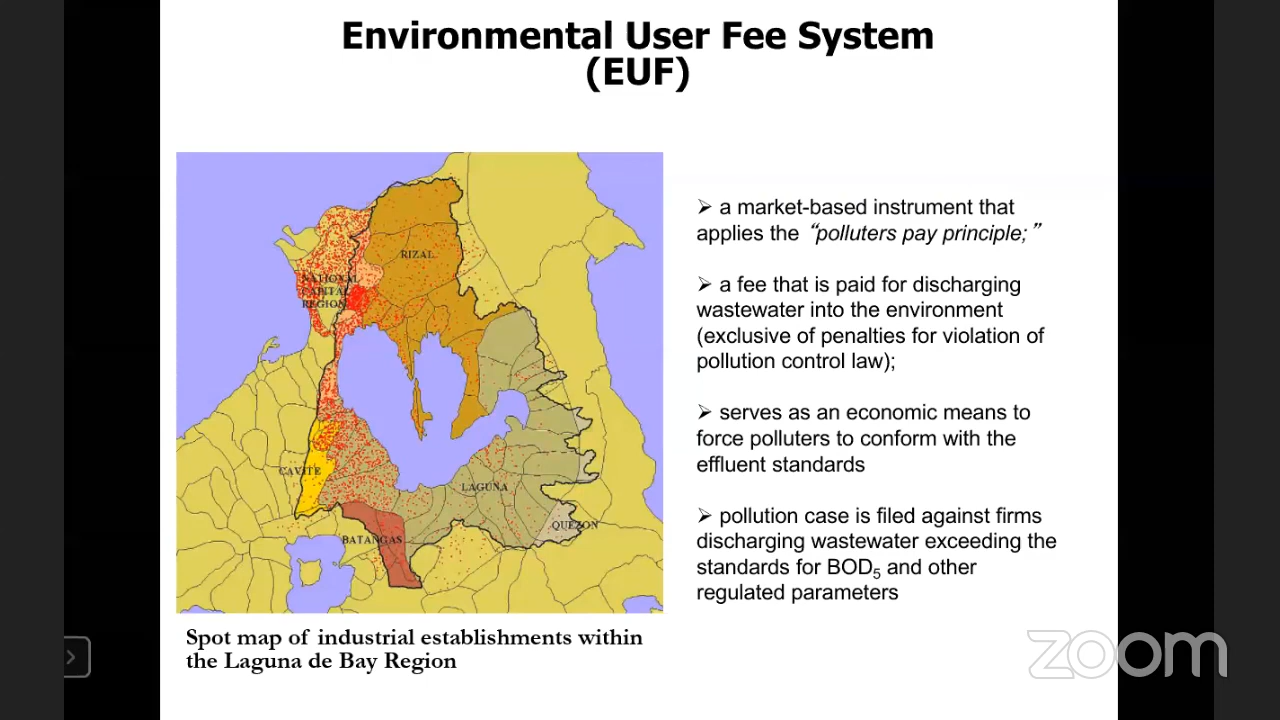 Environmental User Fee System
(EUF)
RIZAL
NATIONAL
CAPITAL
REGION
CAVITE
LAGUNA
QUEZON
BATANGAS
➢ a market-based instrument that
applies the “polluters pay principle;”
➢ a fee that is paid for discharging
wastewater into the environment
(exclusive of penalties for violation of
pollution control law);
➢ serves as an economic means to
force polluters to conform with the
effluent standards
➢ pollution case is filed against firms
discharging wastewater exceeding the
standards for BOD₅ and other
regulated parameters
Spot map of industrial establishments within
the Laguna de Bay Region
zoom